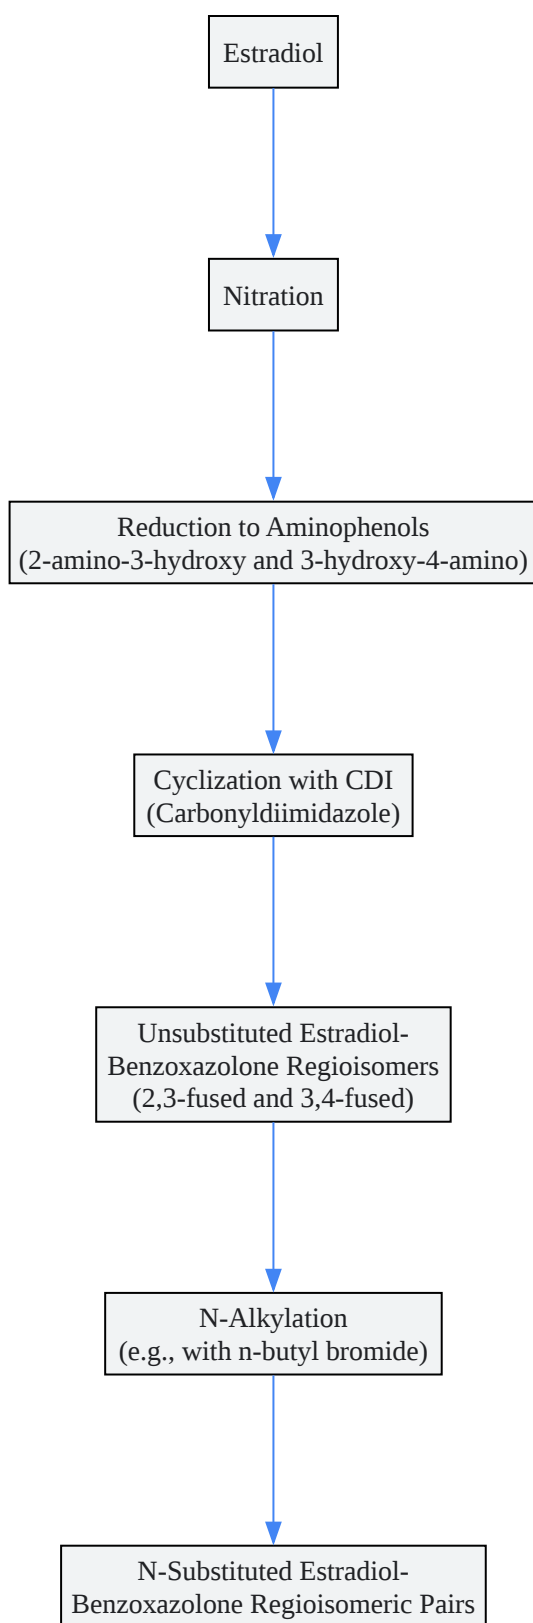 Estradiol
Nitration
Reduction to Aminophenols
(2-amino-3-hydroxy and 3-hydroxy-4-amino)
Cyclization with CDI
(Carbonyldiimidazole)
Unsubstituted Estradiol-
Benzoxazolone Regioisomers
(2,3-fused and 3,4-fused)
N-Alkylation
(e.g., with n-butyl bromide)
N-Substituted Estradiol-
Benzoxazolone Regioisomeric Pairs